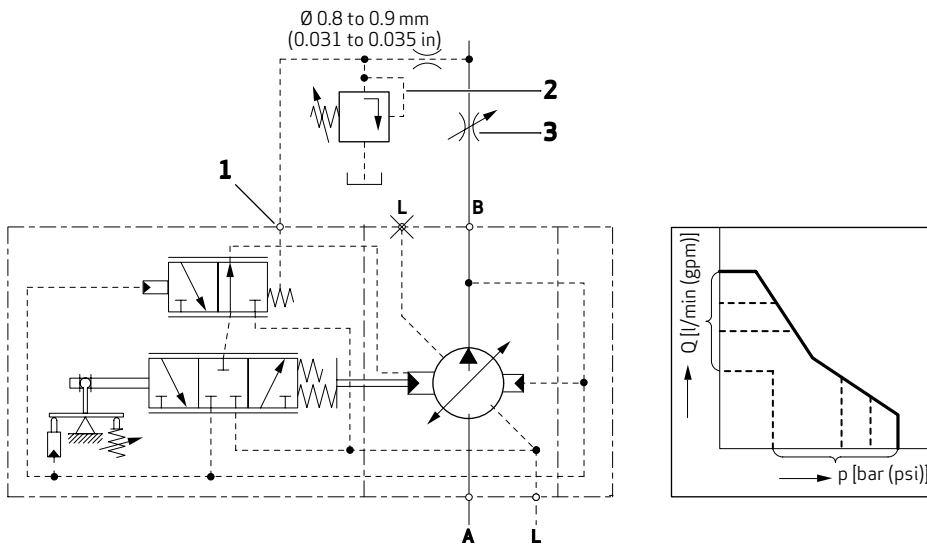 Ø 0.8 to 0.9 mm
(0.031 to 0.035 in)
2
3
1
L
B
A
L
Q [l/min (gpm)]
p [bar (psi)]